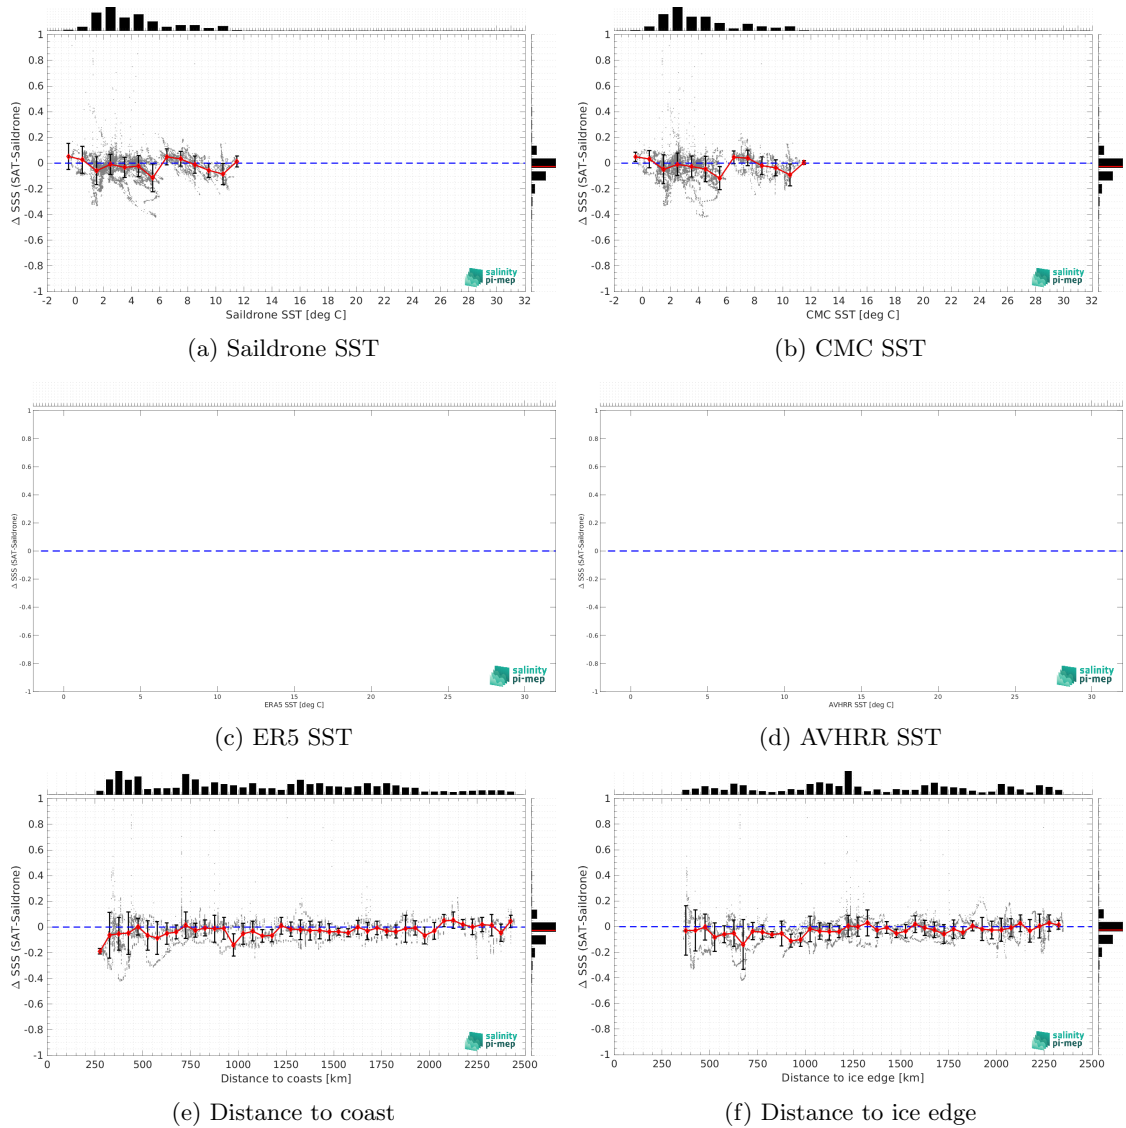 1
0.8
0.6
0.4
0.2
0
-0.2
-0.4
-0.6
-0.8
-1
Δ SSS (SAT-Saildrone)
-2 0 2 4 6 8 10 12 14 16 18 20 22 24 26 28 30 32
Saildrone SST [deg C]
salinity
pi-mep
(a) Saildrone SST
1
0.8
0.6
0.4
0.2
0
-0.2
-0.4
-0.6
-0.8
-1
Δ SSS (SAT-Saildrone)
-2 0 2 4 6 8 10 12 14 16 18 20 22 24 26 28 30 32
CMC SST [deg C]
salinity
pi-mep
(b) CMC SST
1
0.8
0.6
0.4
0.2
0
-0.2
-0.4
-0.6
-0.8
-1
Δ SSS (SAT-Saildrone)
0 5 10 15 20 25 30
ERA5 SST [deg C]
salinity
pi-mep
(c) ER5 SST
1
0.8
0.6
0.4
0.2
0
-0.2
-0.4
-0.6
-0.8
-1
Δ SSS (SAT-Saildrone)
0 5 10 15 20 25 30
AVHRR SST [deg C]
salinity
pi-mep
(d) AVHRR SST
1
0.8
0.6
0.4
0.2
0
-0.2
-0.4
-0.6
-0.8
-1
Δ SSS (SAT-Saildrone)
0 250 500 750 1000 1250 1500 1750 2000 2250 2500
Distance to coasts [km]
salinity
pi-mep
(e) Distance to coast
1
0.8
0.6
0.4
0.2
0
-0.2
-0.4
-0.6
-0.8
-1
Δ SSS (SAT-Saildrone)
0 250 500 750 1000 1250 1500 1750 2000 2250 2500
Distance to ice edge [km]
salinity
pi-mep
(f) Distance to ice edge